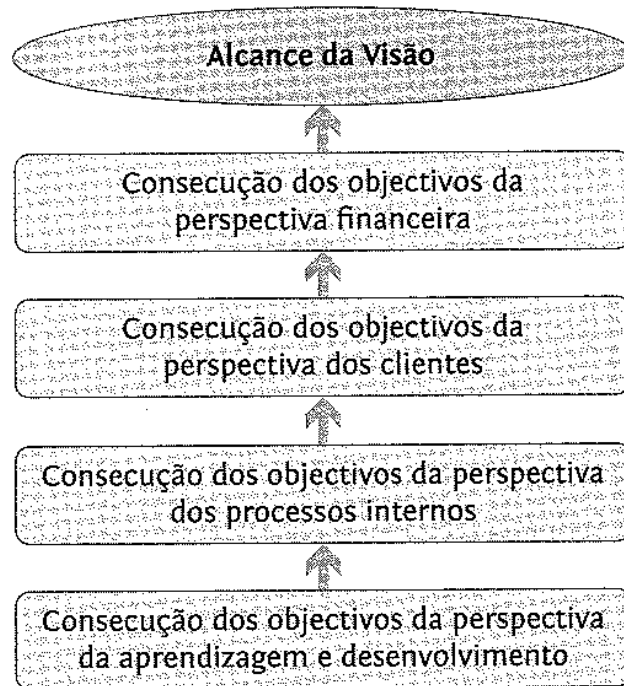 Alcance da Visão
Consecução dos objectivos da
perspectiva financeira
Consecução dos objectivos da
perspectiva dos clientes
Consecução dos objectivos da perspectiva
dos processos internos
Consecução dos objectivos da perspectiva
da aprendizagem e desenvolvimento